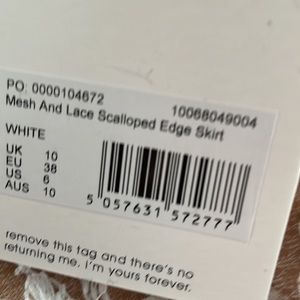 PO: 0000104672 10068049004
Mesh And Lace Scalloped Edge Skirt
WHITE
UK 10
EU 38
US 6
AUS 10
5 057631 572777
remove this tag and there's no
returning me, I'm yours forever.